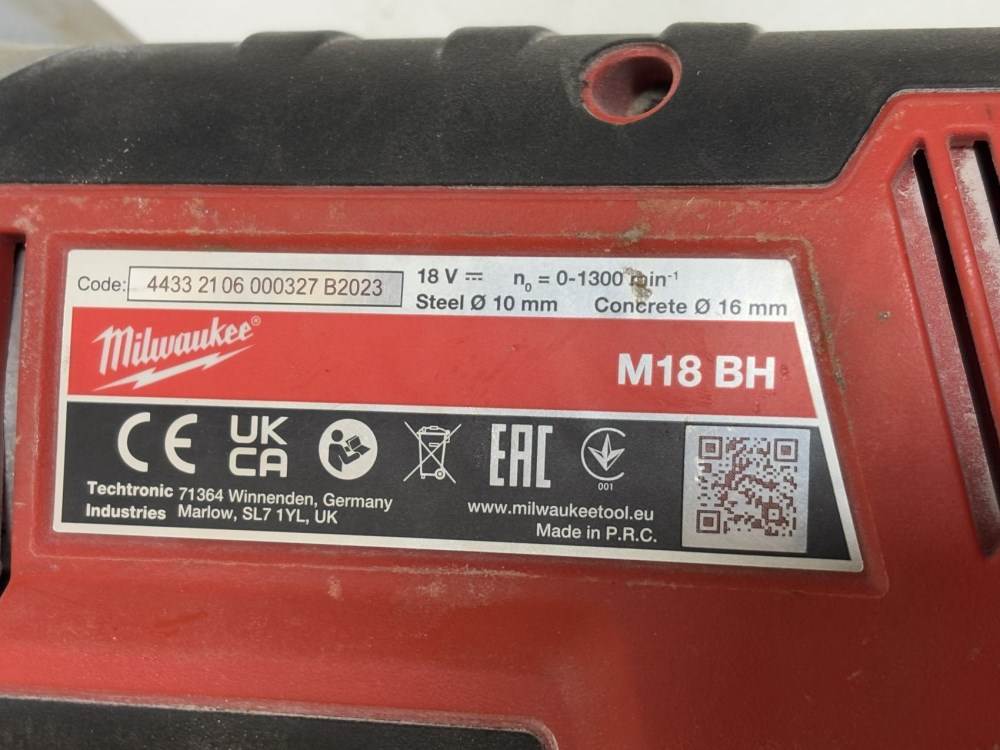 Code: 4433 21 06 000327 B2023
18 V ⎓ n₀ = 0-1300 min⁻¹
Steel Ø 10 mm Concrete Ø 16 mm
Milwaukee®
M18 BH
CE UK CA EAC
001
Techtronic Industries
71364 Winnenden, Germany
Marlow, SL7 1YL, UK
www.milwaukeetool.eu
Made in P.R.C.